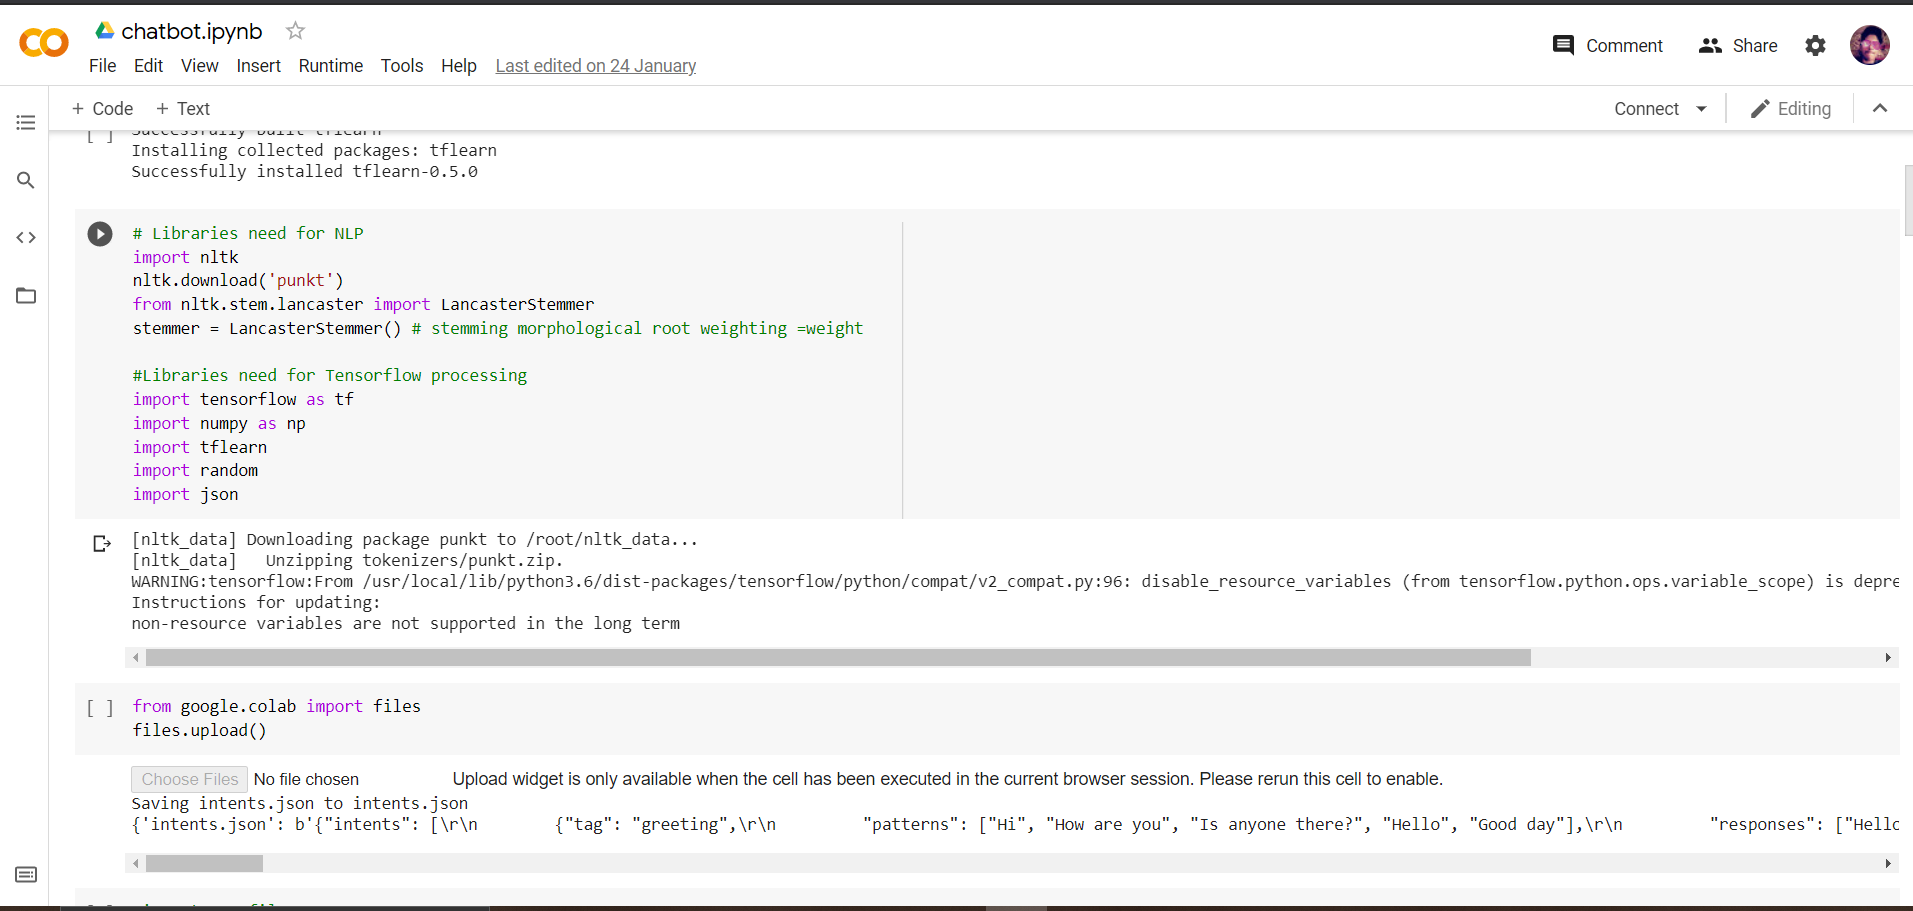 chatbot.ipynb
File Edit View Insert Runtime Tools Help Last edited on 24 January
Comment Share
+ Code + Text
Connect Editing
[ ] Successfully built tflearn
Installing collected packages: tflearn
Successfully installed tflearn-0.5.0
# Libraries need for NLP
import nltk
nltk.download('punkt')
from nltk.stem.lancaster import LancasterStemmer
stemmer = LancasterStemmer() # stemming morphological root weighting =weight
#Libraries need for Tensorflow processing
import tensorflow as tf
import numpy as np
import tflearn
import random
import json
[nltk_data] Downloading package punkt to /root/nltk_data...
[nltk_data]   Unzipping tokenizers/punkt.zip.
WARNING:tensorflow:From /usr/local/lib/python3.6/dist-packages/tensorflow/python/compat/v2_compat.py:96: disable_resource_variables (from tensorflow.python.ops.variable_scope) is depre
Instructions for updating:
non-resource variables are not supported in the long term
[ ] from google.colab import files
files.upload()
Choose Files No file chosen Upload widget is only available when the cell has been executed in the current browser session. Please rerun this cell to enable.
Saving intents.json to intents.json
{'intents.json': b'{"intents": [\r\n        {"tag": "greeting",\r\n         "patterns": ["Hi", "How are you", "Is anyone there?", "Hello", "Good day"],\r\n         "responses": ["Hello